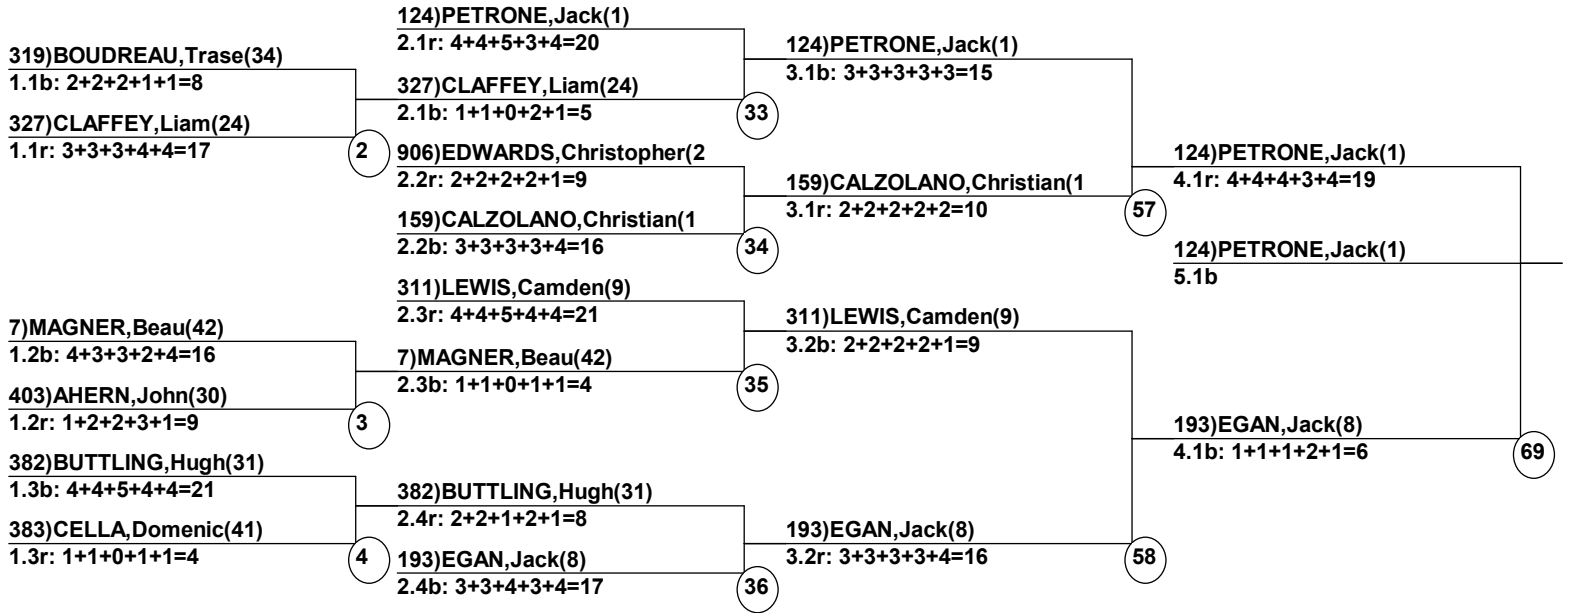 319)BOUDREAU,Trase(34)
1.1b: 2+2+2+1+1=8
327)CLAFFEY,Liam(24)
1.1r: 3+3+3+4+4=17
2
7)MAGNER,Beau(42)
1.2b: 4+3+3+2+4=16
403)AHERN,John(30)
1.2r: 1+2+2+3+1=9
3
382)BUTTLING,Hugh(31)
1.3b: 4+4+5+4+4=21
383)CELLA,Domenic(41)
1.3r: 1+1+0+1+1=4
4
124)PETRONE,Jack(1)
2.1r: 4+4+5+3+4=20
327)CLAFFEY,Liam(24)
2.1b: 1+1+0+2+1=5
33
906)EDWARDS,Christopher(2
2.2r: 2+2+2+2+1=9
159)CALZOLANO,Christian(1
2.2b: 3+3+3+3+4=16
34
311)LEWIS,Camden(9)
2.3r: 4+4+5+4+4=21
7)MAGNER,Beau(42)
2.3b: 1+1+0+1+1=4
35
382)BUTTLING,Hugh(31)
2.4r: 2+2+1+2+1=8
193)EGAN,Jack(8)
2.4b: 3+3+4+3+4=17
36
124)PETRONE,Jack(1)
3.1b: 3+3+3+3+3=15
159)CALZOLANO,Christian(1
3.1r: 2+2+2+2+2=10
57
311)LEWIS,Camden(9)
3.2b: 2+2+2+2+1=9
193)EGAN,Jack(8)
3.2r: 3+3+3+3+4=16
58
124)PETRONE,Jack(1)
4.1r: 4+4+4+3+4=19
124)PETRONE,Jack(1)
5.1b
193)EGAN,Jack(8)
4.1b: 1+1+1+2+1=6
69